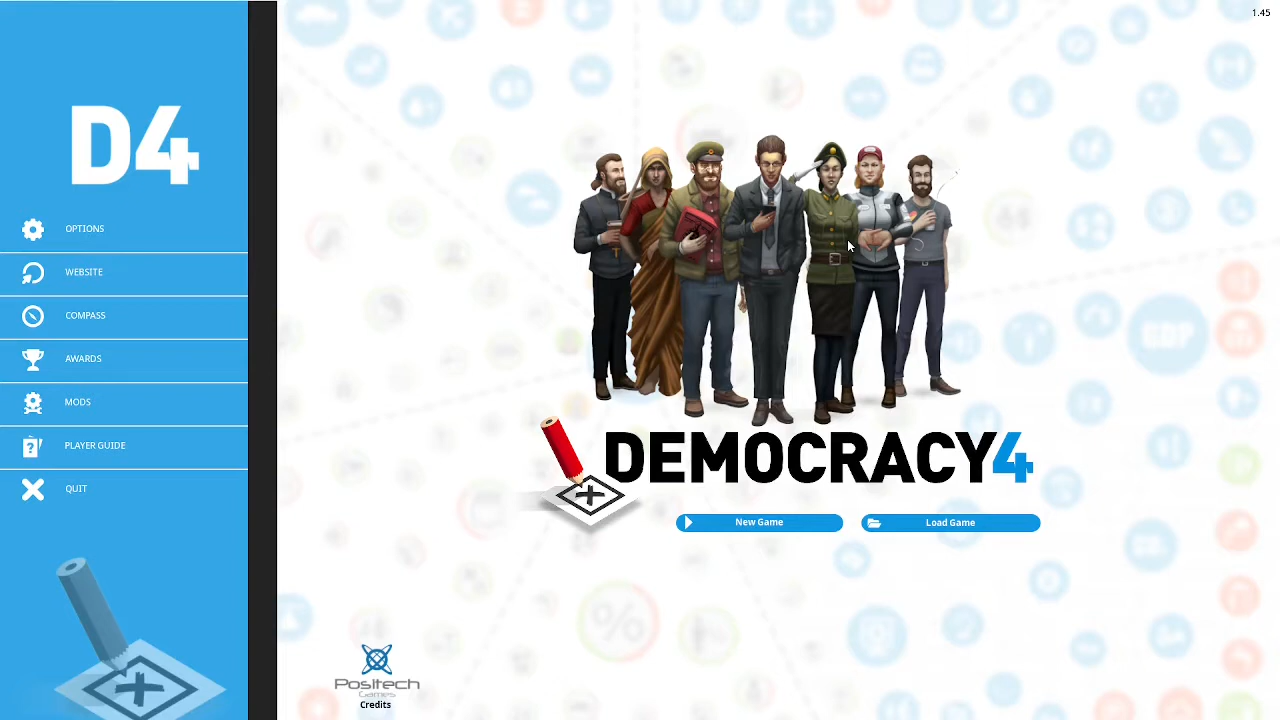 1.45
D4
OPTIONS
WEBSITE
COMPASS
AWARDS
MODS
PLAYER GUIDE
QUIT
GDP
DEMOCRACY4
New Game
Load Game
%
Positech
Games
Credits